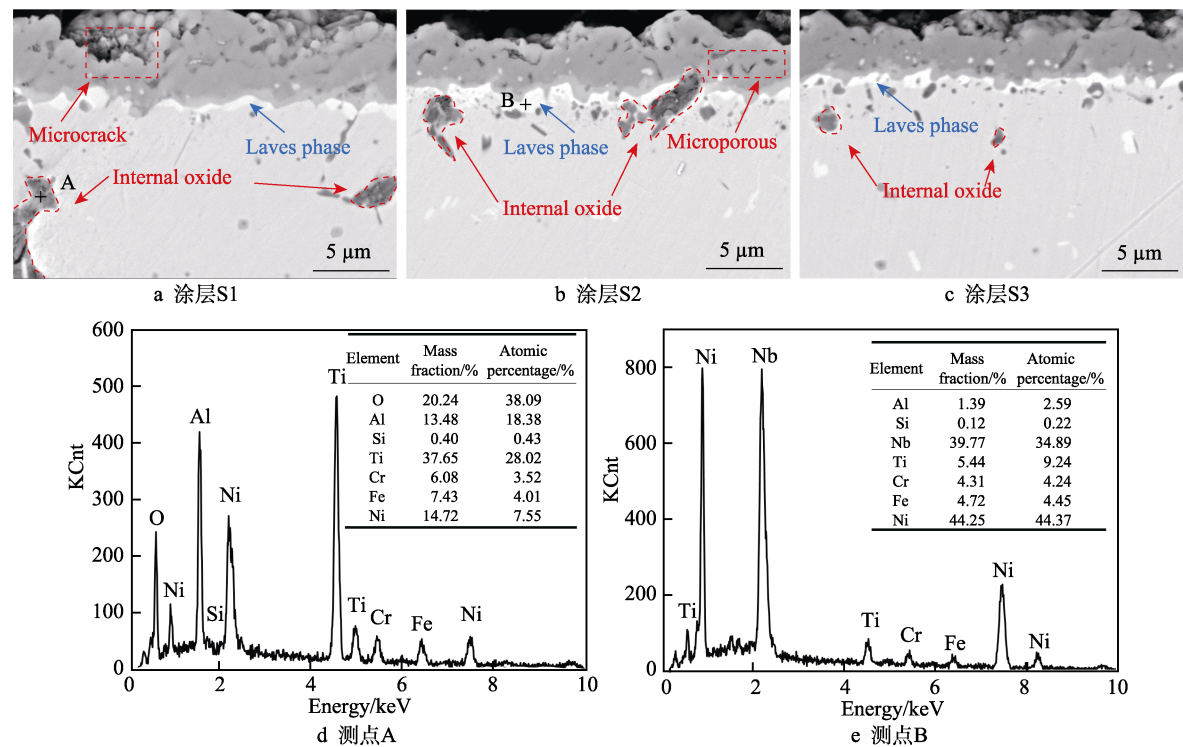 Microcrack
Laves phase
Internal oxide
A
5 μm
a 涂层S1
B
Laves phase
Microporous
Internal oxide
5 μm
b 涂层S2
Laves phase
Internal oxide
5 μm
c 涂层S3
600
500
400
300
200
100
0
KCnt
O
Ni
Al
Si
Ni
Ti
Ti
Cr
Fe
Ni
Element Mass fraction/% Atomic percentage/%
O 20.24 38.09
Al 13.48 18.38
Si 0.40 0.43
Ti 37.65 28.02
Cr 6.08 3.52
Fe 7.43 4.01
Ni 14.72 7.55
0 2 4 6 8 10
Energy/keV
d 测点A
800
600
400
200
0
KCnt
Ti
Ni
Nb
Ti
Cr
Fe
Ni
Ni
Element Mass fraction/% Atomic percentage/%
Al 1.39 2.59
Si 0.12 0.22
Nb 39.77 34.89
Ti 5.44 9.24
Cr 4.31 4.24
Fe 4.72 4.45
Ni 44.25 44.37
0 2 4 6 8 10
Energy/keV
e 测点B